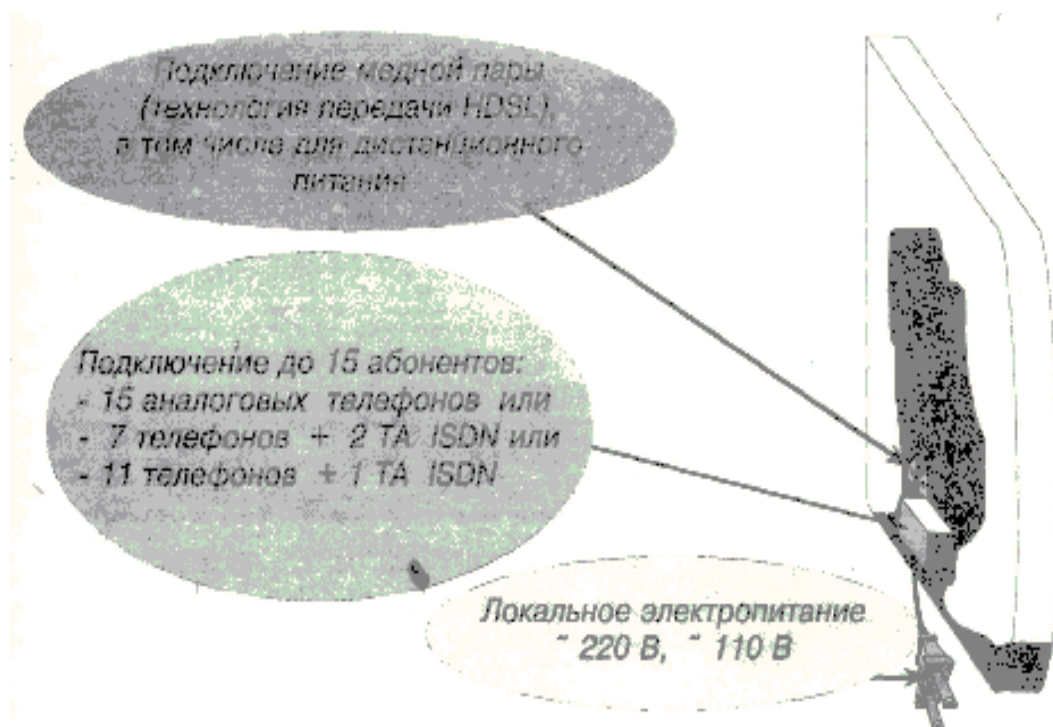 Подключение медной пары
(технология передачи HDSL),
в том числе для дистанционного
питания
Подключение до 15 абонентов:
- 15 аналоговых телефонов или
- 7 телефонов + 2 ТА ISDN или
- 11 телефонов + 1 ТА ISDN
Локальное электропитание
~ 220 В, ~ 110 В